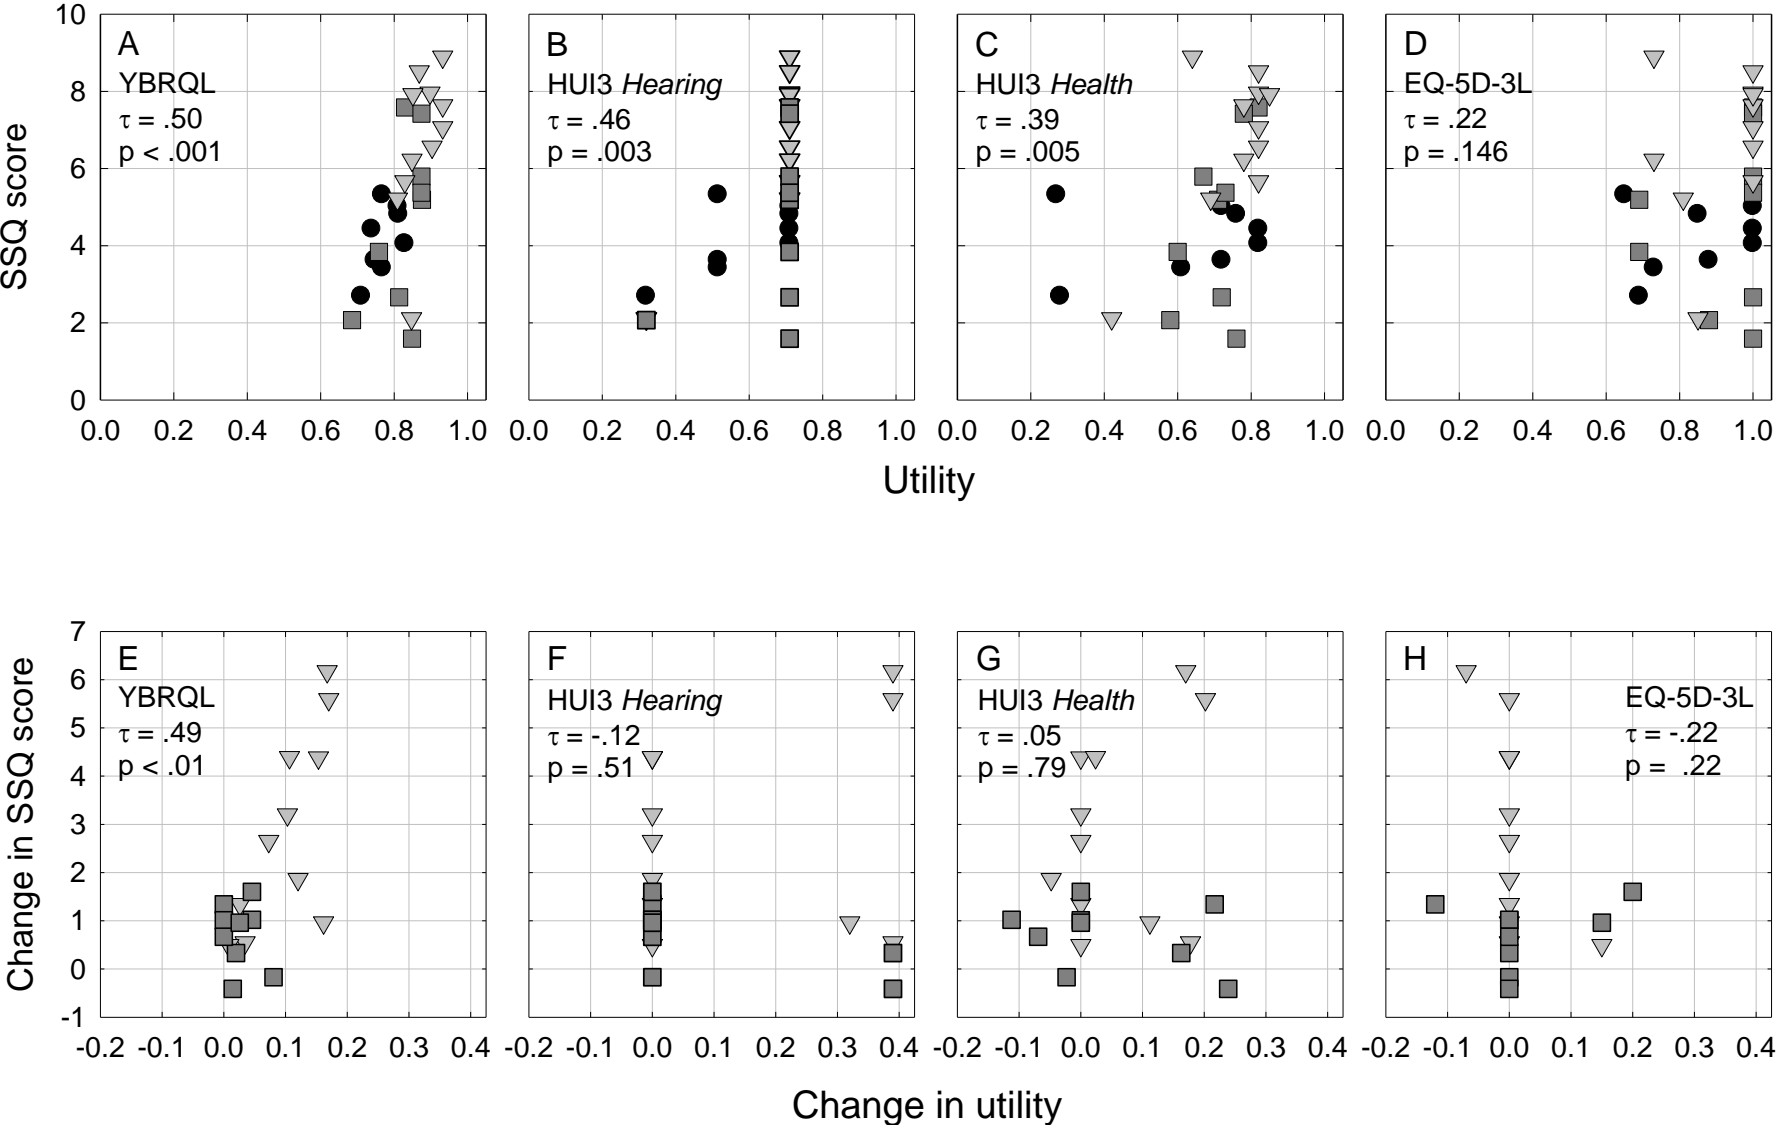 A
YBRQL
τ = .50
p < .001
B
HUI3 Hearing
τ = .46
p = .003
C
HUI3 Health
τ = .39
p = .005
D
EQ-5D-3L
τ = .22
p = .146
SSQ score
10
8
6
4
2
0
0.0 0.2 0.4 0.6 0.8 1.0 0.0 0.2 0.4 0.6 0.8 1.0 0.0 0.2 0.4 0.6 0.8 1.0 0.0 0.2 0.4 0.6 0.8 1.0
Utility
E
YBRQL
τ = .49
p < .01
F
HUI3 Hearing
τ = -.12
p = .51
G
HUI3 Health
τ = .05
p = .79
H
EQ-5D-3L
τ = -.22
p = .22
Change in SSQ score
7
6
5
4
3
2
1
0
-1
-0.2 -0.1 0.0 0.1 0.2 0.3 0.4 -0.2 -0.1 0.0 0.1 0.2 0.3 0.4 -0.2 -0.1 0.0 0.1 0.2 0.3 0.4 -0.2 -0.1 0.0 0.1 0.2 0.3 0.4
Change in utility